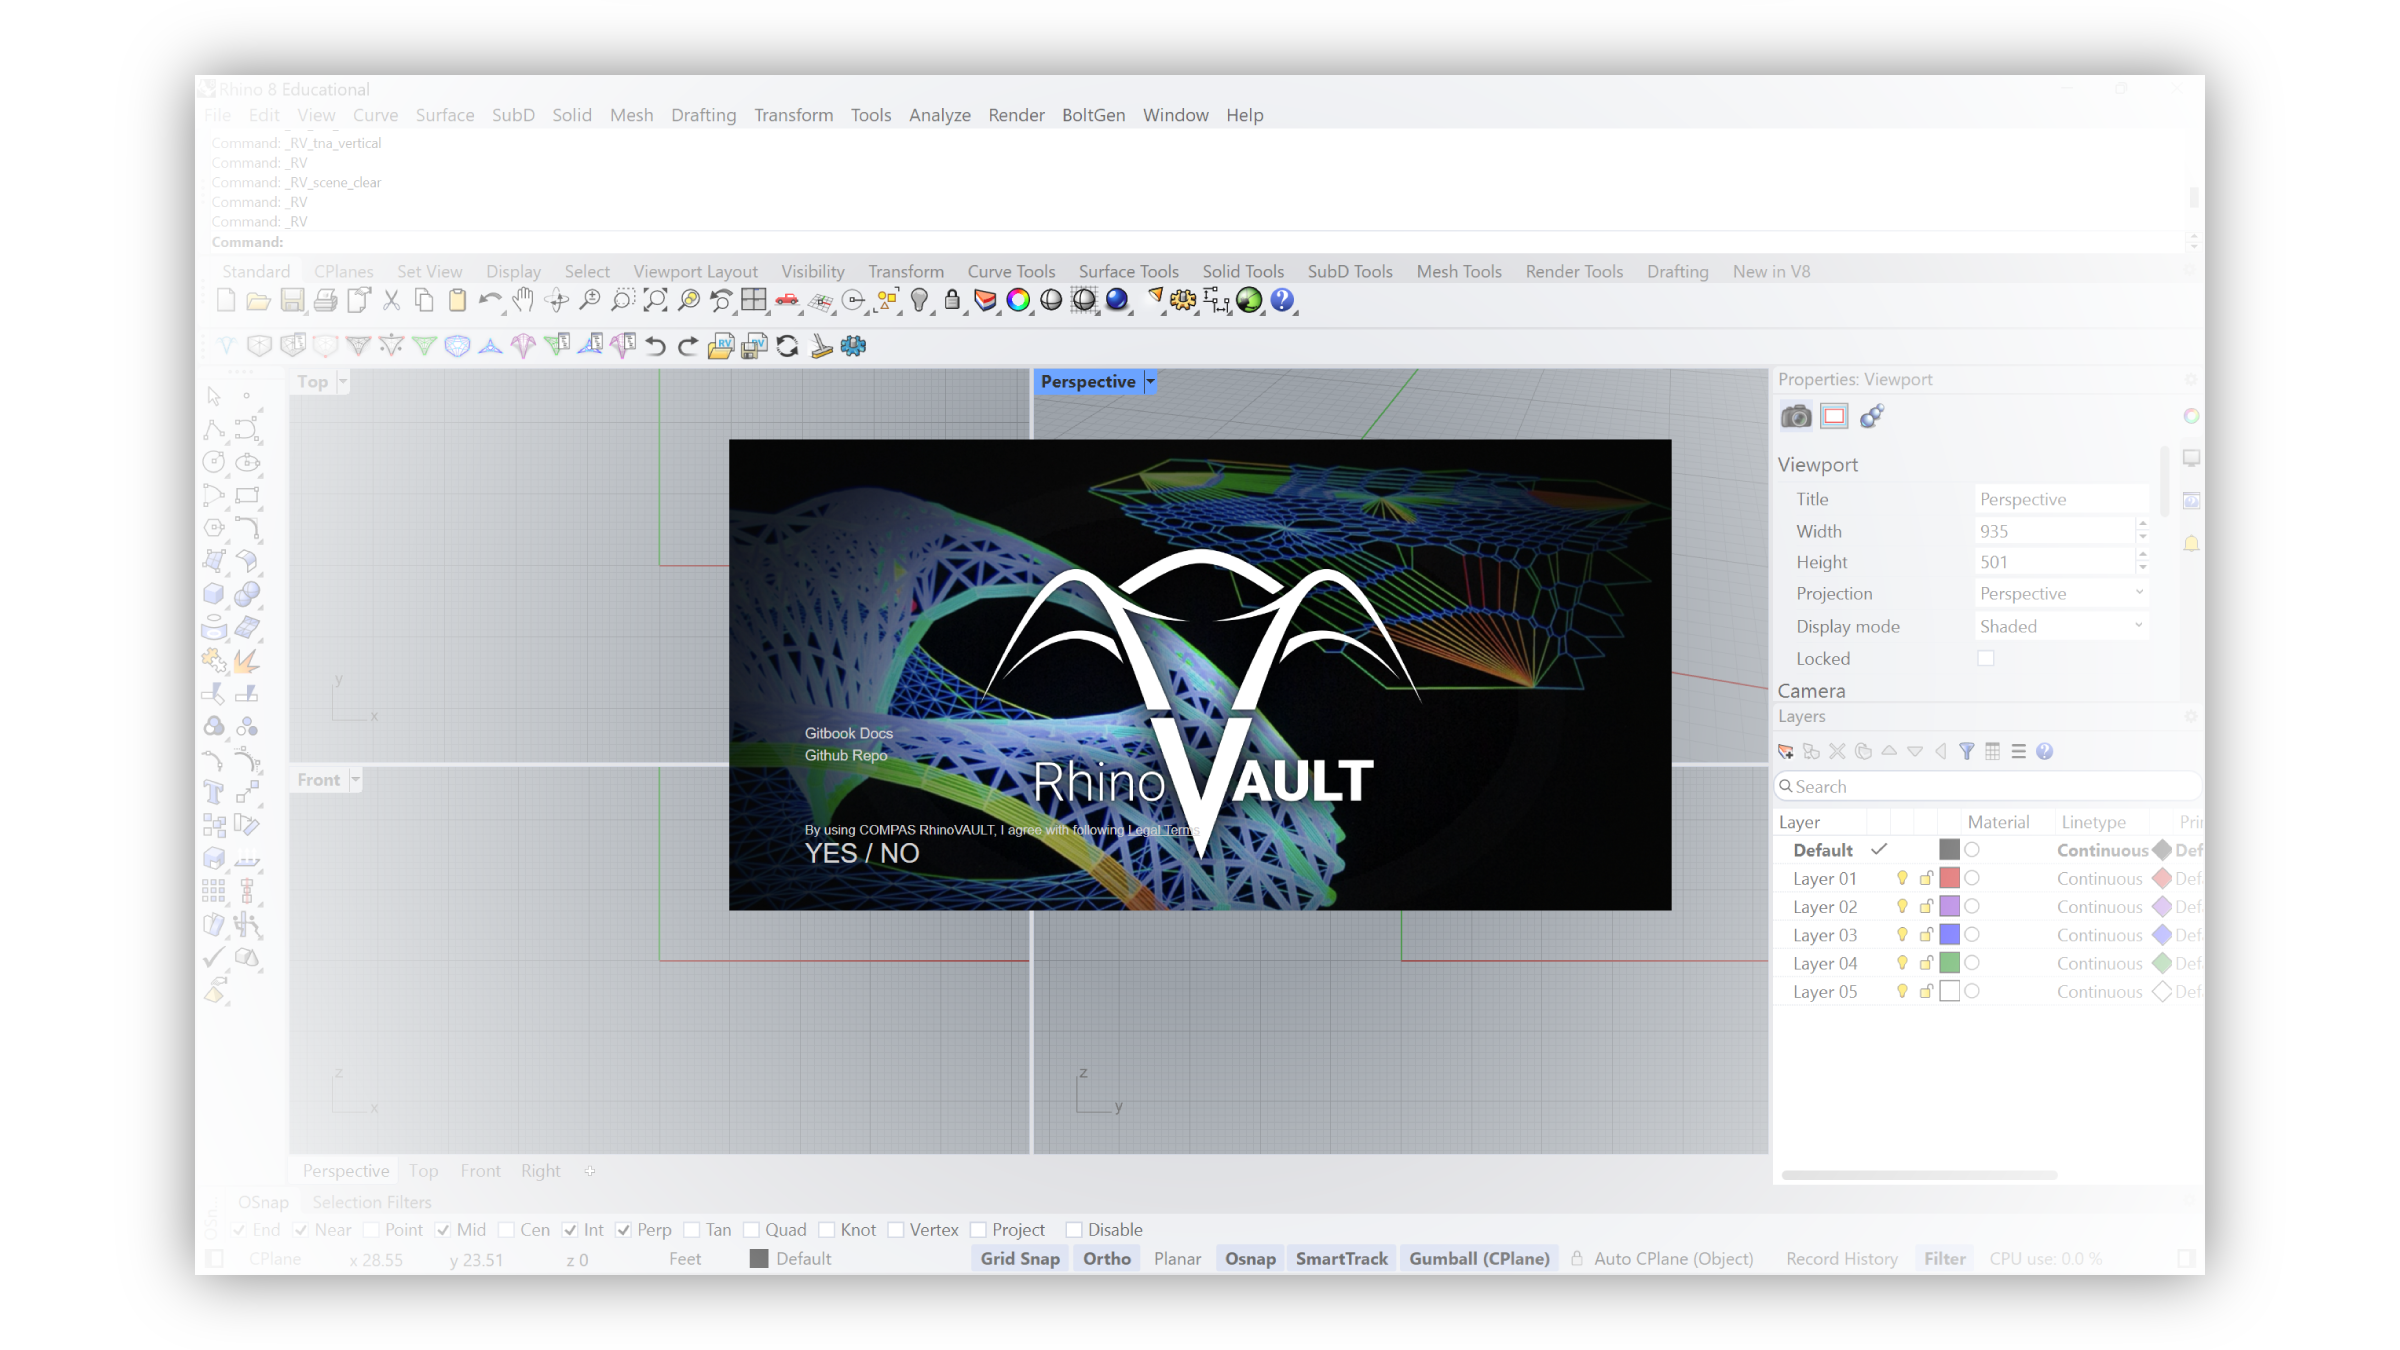 Rhino 8 Educational
File Edit View Curve Surface SubD Solid Mesh Drafting Transform Tools Analyze Render BoltGen Window Help
Command: _RV_tna_vertical
Command: _RV
Command: _RV_scene_clear
Command: _RV
Command: _RV
Command:
Standard CPlanes Set View Display Select Viewport Layout Visibility Transform Curve Tools Surface Tools Solid Tools SubD Tools Mesh Tools Render Tools Drafting New in V8
Top
Perspective
Properties: Viewport
Viewport
Title Perspective
Width 935
Height 501
Projection Perspective
Display mode Shaded
Locked
Camera
y
x
Gitbook Docs
Github Repo
RhinoVAULT
By using COMPAS RhinoVAULT, I agree with following Legal Terms
YES / NO
Front
z
x
z
y
Layers
Search
Layer Material Linetype Pri
Default Continuous Def
Layer 01 Continuous Def
Layer 02 Continuous Def
Layer 03 Continuous Def
Layer 04 Continuous Def
Layer 05 Continuous Def
Perspective Top Front Right
OSnap Selection Filters
End Near Point Mid Cen Int Perp Tan Quad Knot Vertex Project Disable
CPlane x 28.55 y 23.51 z 0 Feet Default Grid Snap Ortho Planar Osnap SmartTrack Gumball (CPlane) Auto CPlane (Object) Record History Filter CPU use: 0.0 %